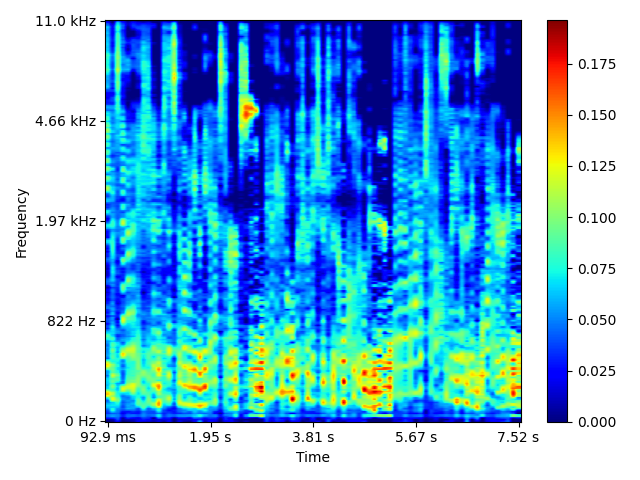 11.0 kHz
4.66 kHz
1.97 kHz
822 Hz
0 Hz
Frequency
92.9 ms
1.95 s
3.81 s
5.67 s
7.52 s
Time
0.175
0.150
0.125
0.100
0.075
0.050
0.025
0.000